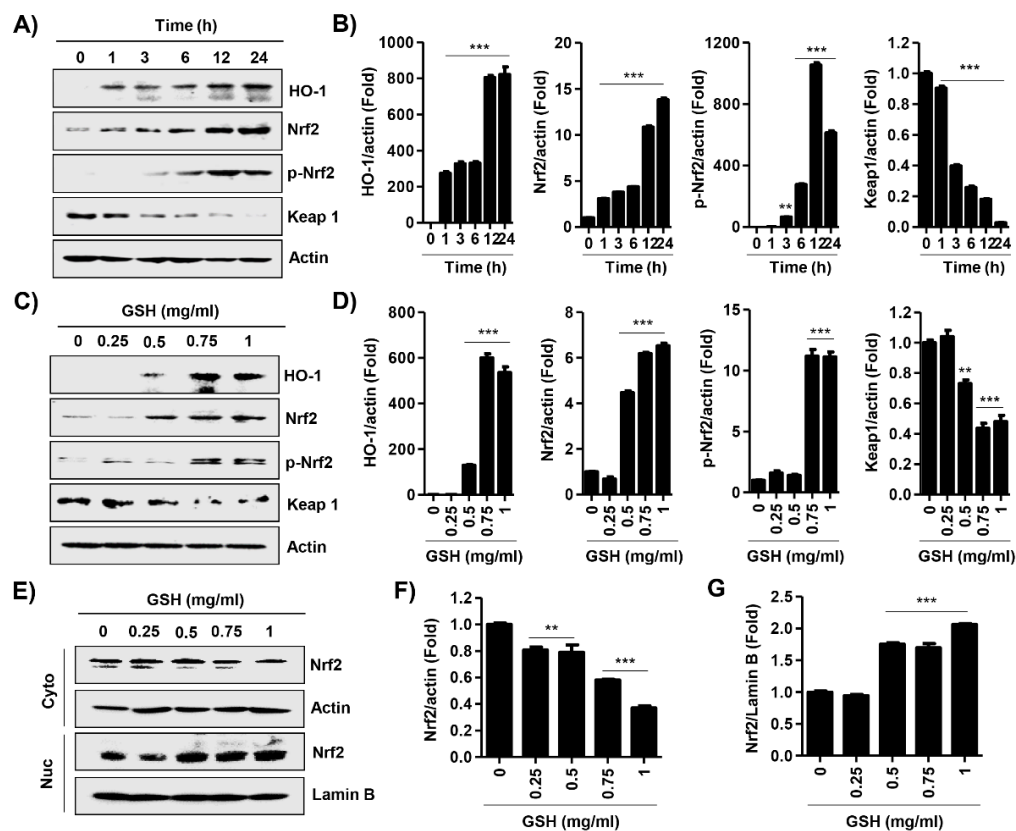 A)
Time (h)
0 1 3 6 12 24
HO-1
Nrf2
p-Nrf2
Keap 1
Actin
B)
HO-1/actin (Fold)
1000
800
600
400
200
0
***
0 1 3 6 12 24
Time (h)
Nrf2/actin (Fold)
20
15
10
5
0
***
0 1 3 6 12 24
Time (h)
p-Nrf2/actin (Fold)
1200
800
400
0
**
***
0 1 3 6 12 24
Time (h)
Keap1/actin (Fold)
1.2
1.0
0.8
0.6
0.4
0.2
0.0
***
0 1 3 6 12 24
Time (h)
C)
GSH (mg/ml)
0 0.25 0.5 0.75 1
HO-1
Nrf2
p-Nrf2
Keap 1
Actin
D)
HO-1/actin (Fold)
800
600
400
200
0
***
0 0.25 0.5 0.75 1
GSH (mg/ml)
Nrf2/actin (Fold)
8
6
4
2
0
***
0 0.25 0.5 0.75 1
GSH (mg/ml)
p-Nrf2/actin (Fold)
15
10
5
0
***
0 0.25 0.5 0.75 1
GSH (mg/ml)
Keap1/actin (Fold)
1.2
1.0
0.8
0.6
0.4
0.2
0.0
**
***
0 0.25 0.5 0.75 1
GSH (mg/ml)
E)
GSH (mg/ml)
0 0.25 0.5 0.75 1
Cyto
Nrf2
Actin
Nuc
Nrf2
Lamin B
F)
Nrf2/actin (Fold)
1.2
1.0
0.8
0.6
0.4
0.2
0.0
**
***
0 0.25 0.5 0.75 1
GSH (mg/ml)
G
Nrf2/Lamin B (Fold)
2.5
2.0
1.5
1.0
0.5
0.0
***
0 0.25 0.5 0.75 1
GSH (mg/ml)